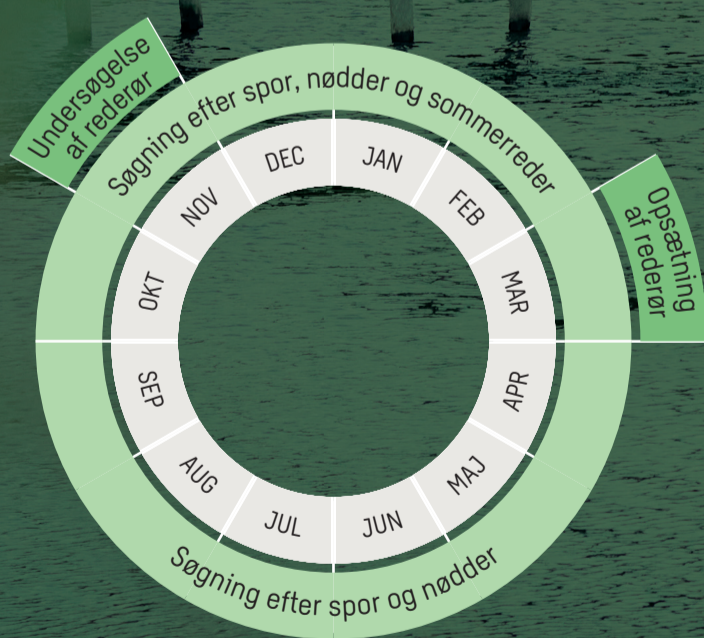 Undersøgelse
af rederør
Søgning efter spor, nødder og sommerreder
Opsætning
af rederør
JAN
FEB
MAR
APR
MAJ
JUN
JUL
AUG
SEP
OKT
NOV
DEC
Søgning efter spor og nødder